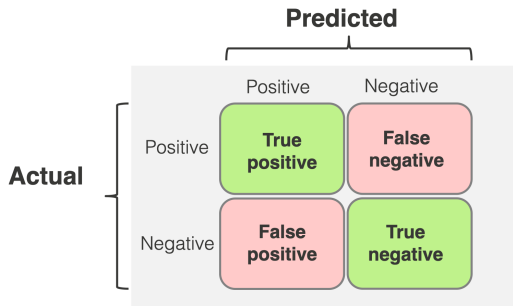 Predicted
Positive Negative
Actual
Positive
True
positive
False
negative
Negative
False
positive
True
negative